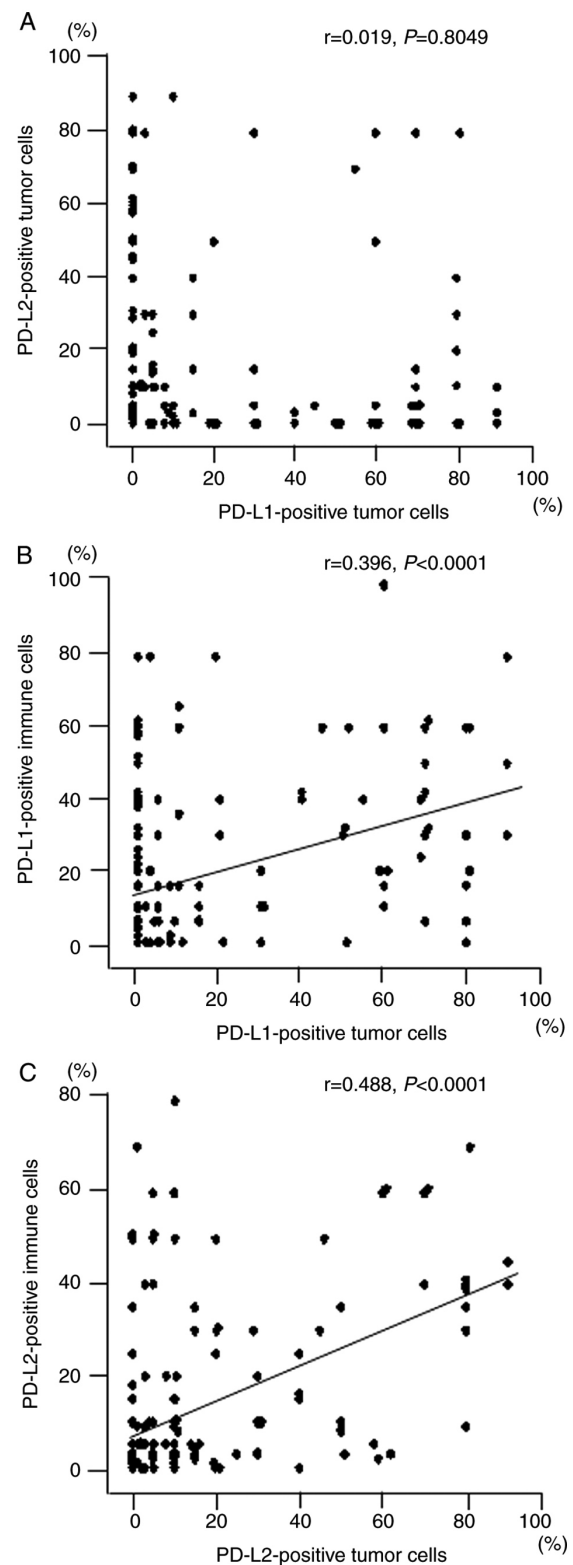 A
(%)
r=0.019, P=0.8049
100
80
60
40
20
0
PD-L2-positive tumor cells
0 20 40 60 80 100
PD-L1-positive tumor cells
(%)
B
(%)
r=0.396, P<0.0001
100
80
60
40
20
0
PD-L1-positive immune cells
0 20 40 60 80 100
PD-L1-positive tumor cells
(%)
C
(%)
r=0.488, P<0.0001
80
60
40
20
0
PD-L2-positive immune cells
0 20 40 60 80 100
PD-L2-positive tumor cells
(%)